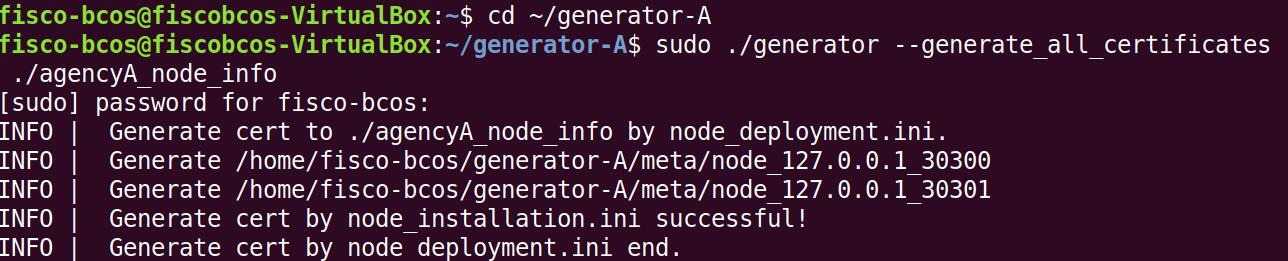 fisco-bcos@fiscobcos-VirtualBox:~$ cd ~/generator-A
fisco-bcos@fiscobcos-VirtualBox:~/generator-A$ sudo ./generator --generate_all_certificates
 ./agencyA_node_info
[sudo] password for fisco-bcos:
INFO |  Generate cert to ./agencyA_node_info by node_deployment.ini.
INFO |  Generate /home/fisco-bcos/generator-A/meta/node_127.0.0.1_30300
INFO |  Generate /home/fisco-bcos/generator-A/meta/node_127.0.0.1_30301
INFO |  Generate cert by node_installation.ini successful!
INFO |  Generate cert by node_deployment.ini end.